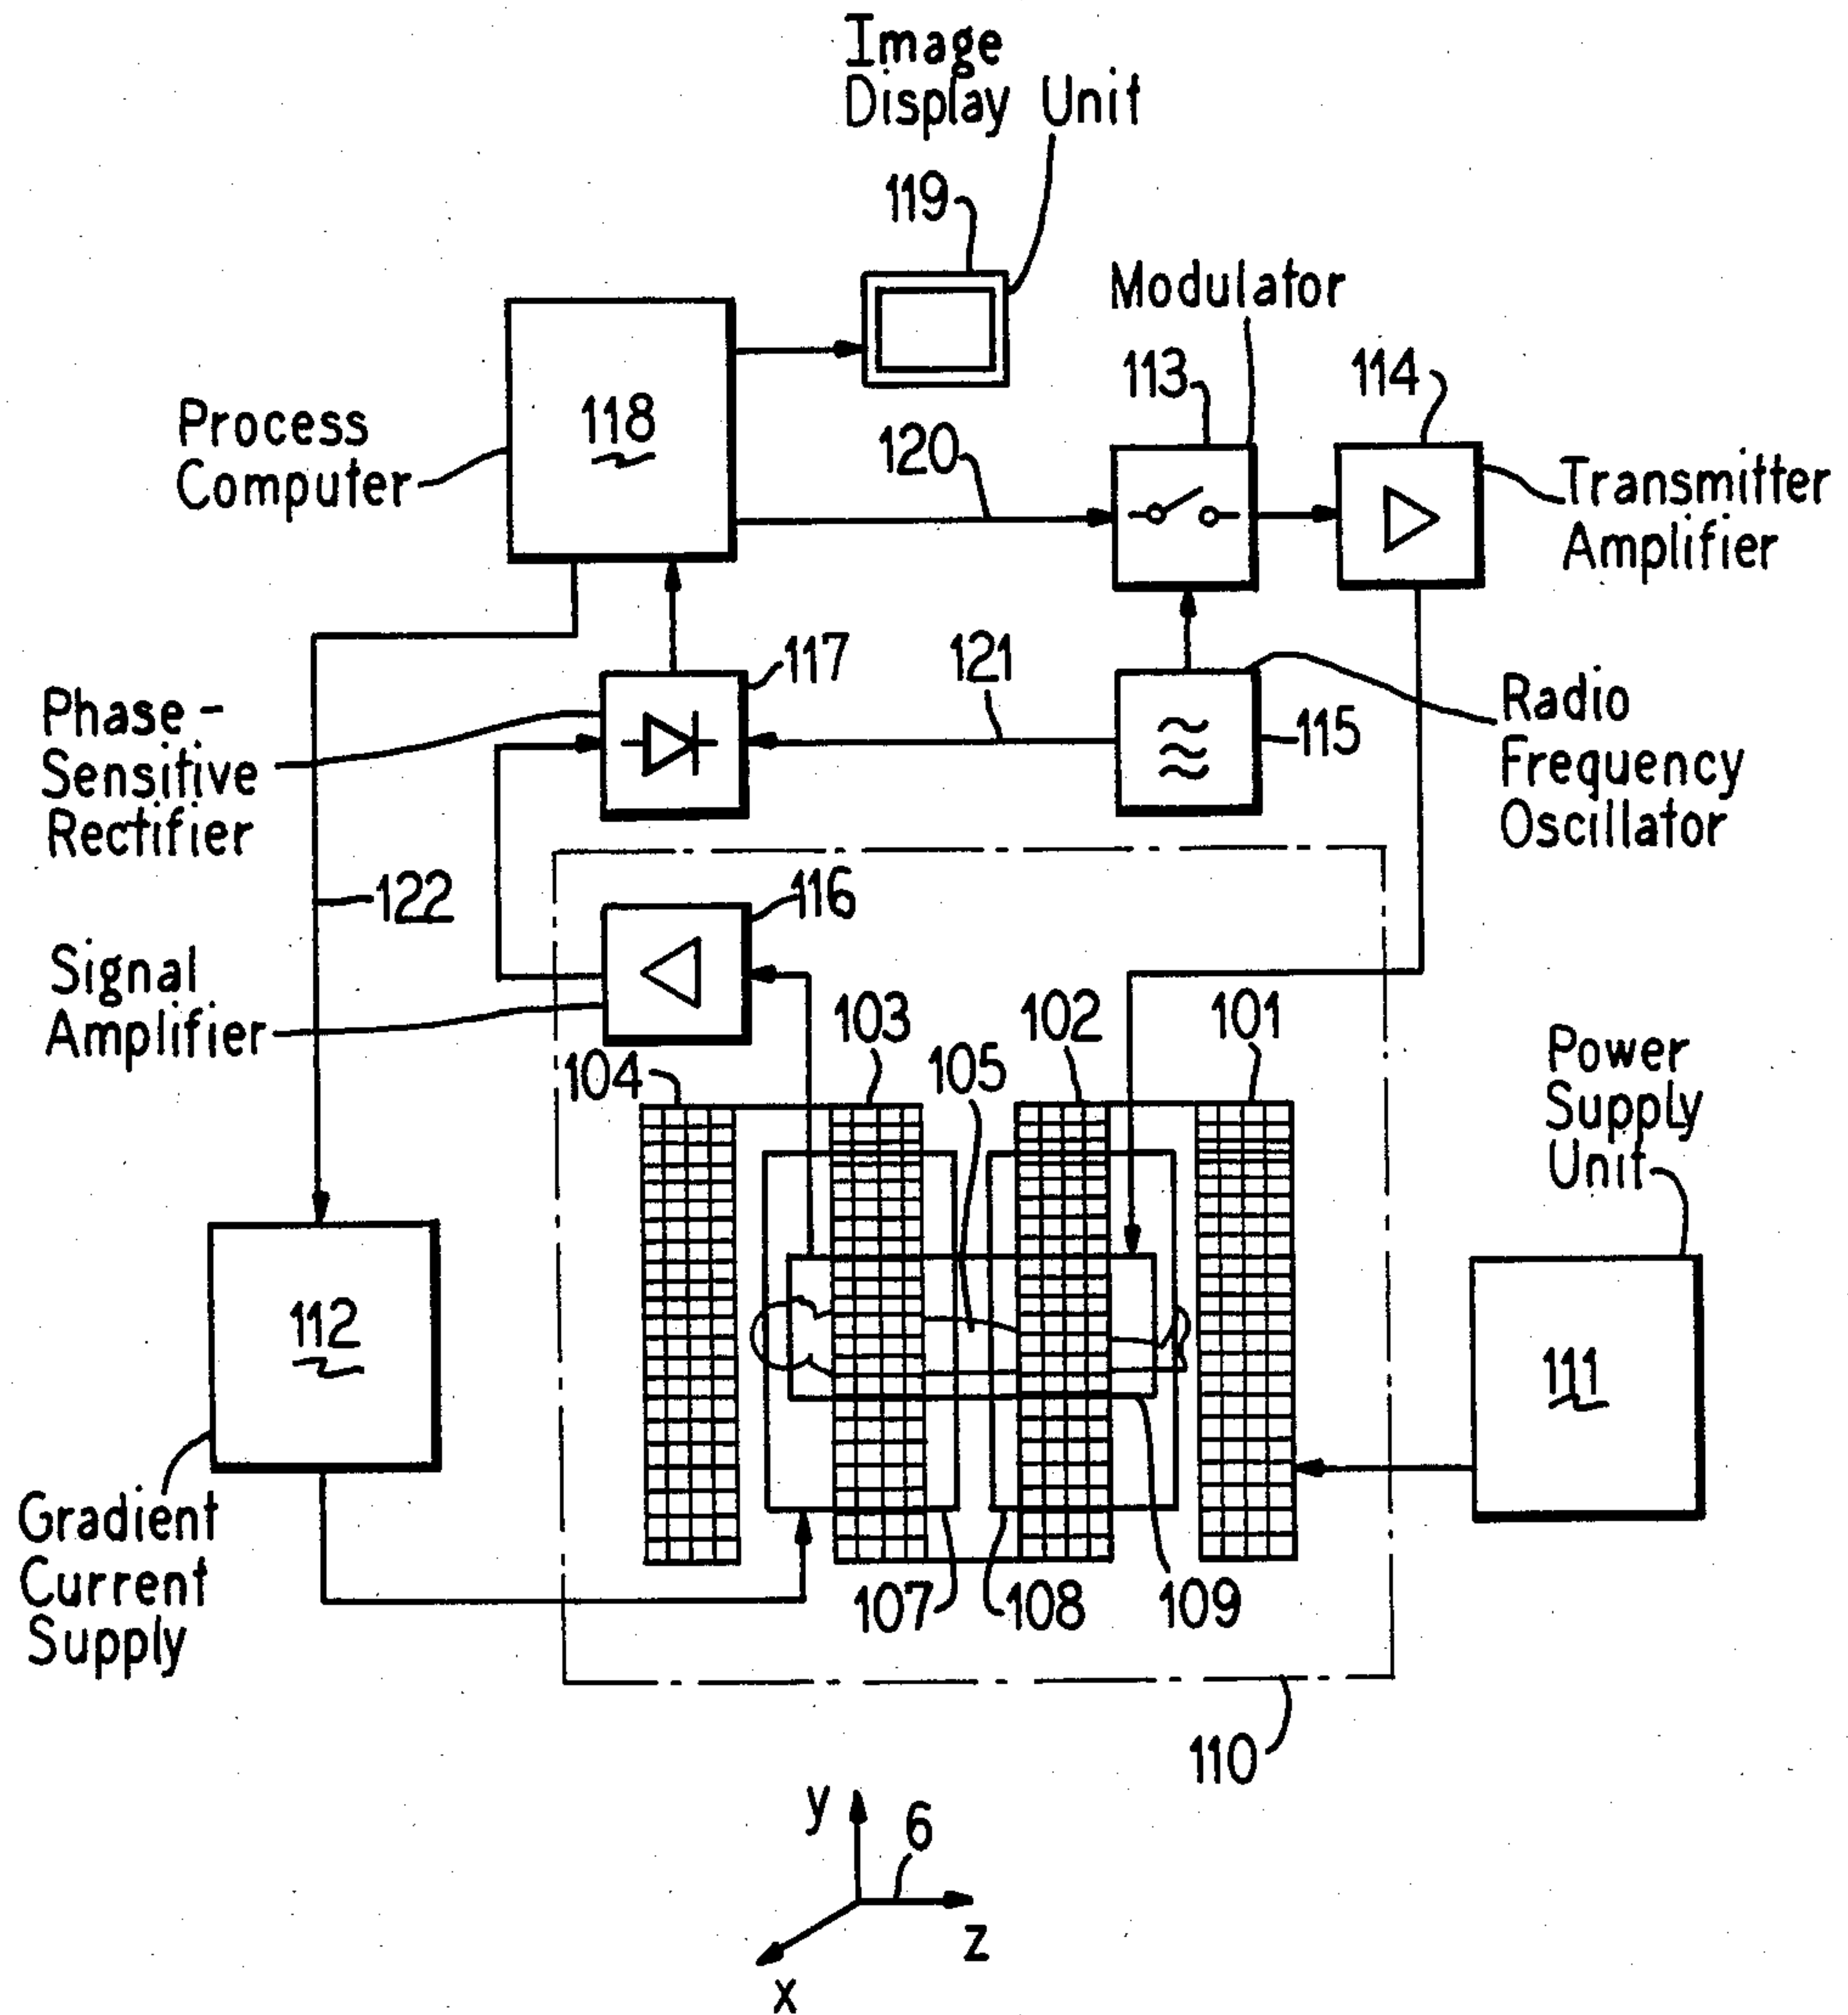 Image
Display Unit
119
Modulator
113
114
Process
Computer
118
120
Transmitter
Amplifier
Phase-
Sensitive
Rectifier
117
121
115
Radio
Frequency
Oscillator
122
116
Signal
Amplifier
104
103
105
102
101
Power
Supply
Unit
112
111
Gradient
Current
Supply
107
108
109
110
y
6
z
x